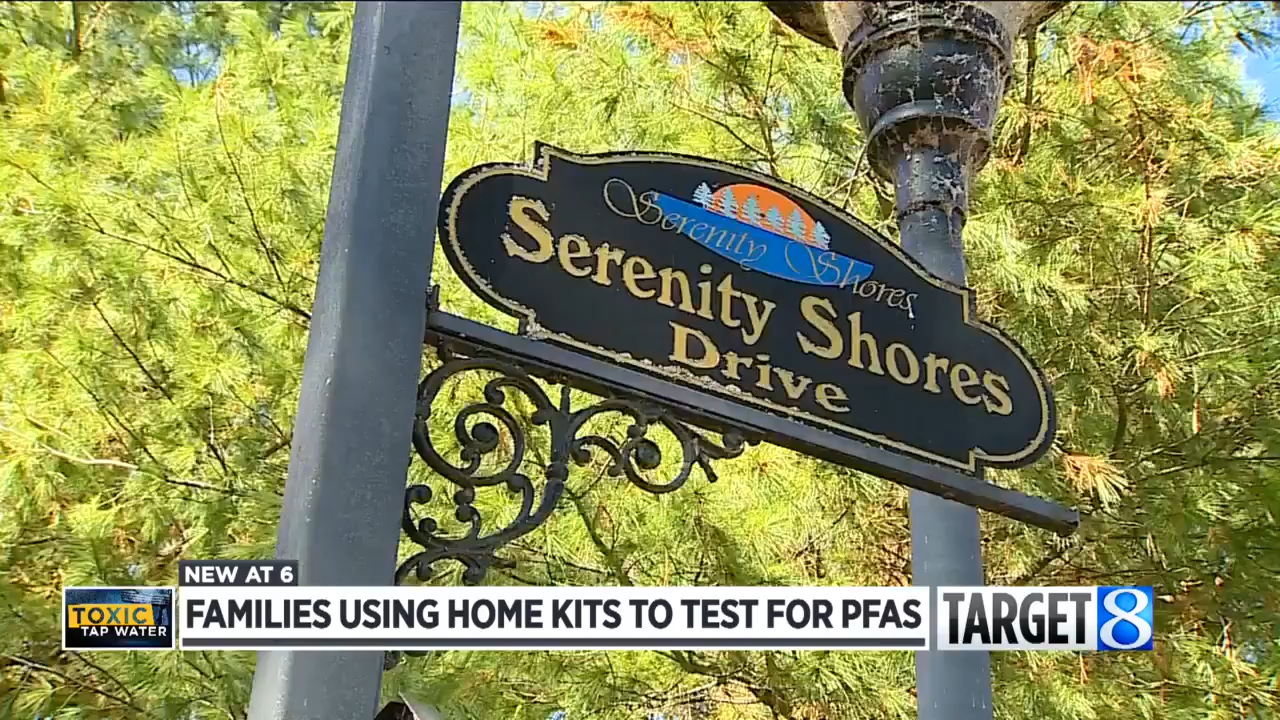 Serenity Shores
Serenity Shores
Drive
NEW AT 6
TOXIC
TAP WATER
FAMILIES USING HOME KITS TO TEST FOR PFAS
TARGET 8